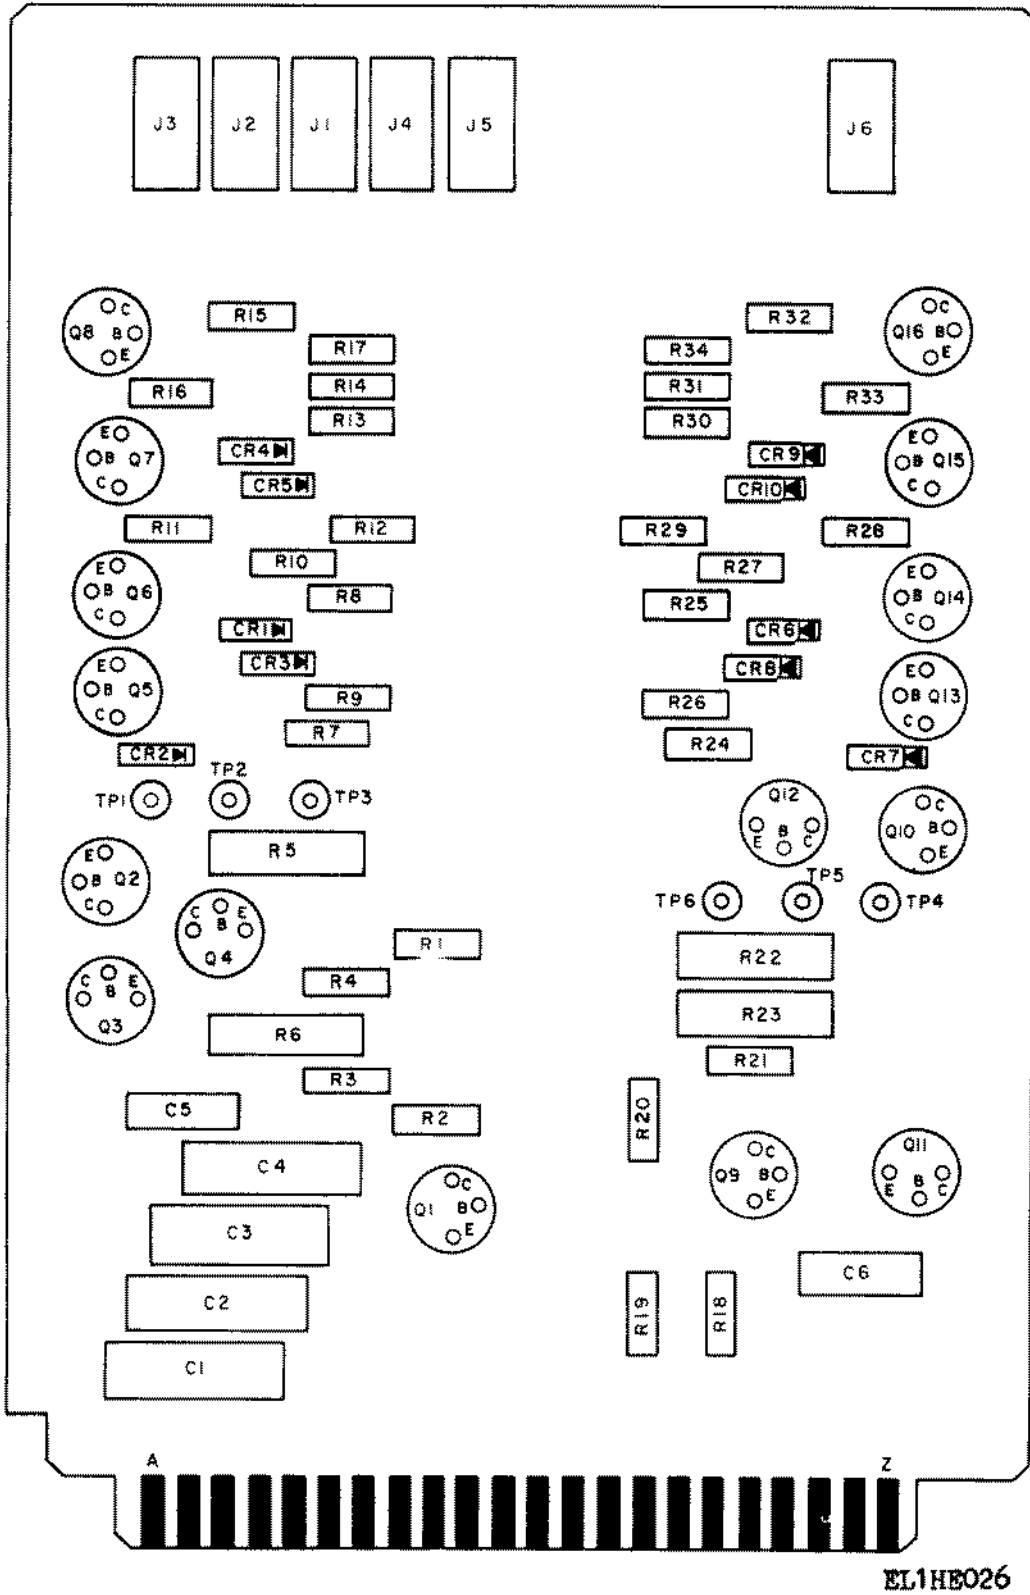 J3 J2 J1 J4 J5 J6
C C
Q8 B R15 R32 Q16 B
E E
R17 R34
R16 R14 R31 R33
R13 R30
E E
B Q7 CR4 CR9 B Q15
C CR5 CR10 C
R11 R12 R29 R28
R10 R27
E E
B Q6 R8 R25 B Q14
C C
CR1 CR6
CR3 CR8
E E
B Q5 R9 R26 B Q13
C C
R7 R24
CR2 CR7
TP2
TP1 TP3
Q12 C
E B C Q10 B
E
R5
E
B Q2
C
TP5
TP6 TP4
C B E
Q4
R1 R22
R4
C B E
Q3
R6 R23
R3 R21
C5 R2 R20
C4
C Q11
Q9 B E B C
E
C
Q1 B
E
C3
C6
C2 R19 R18
C1
A Z
EL1HE026